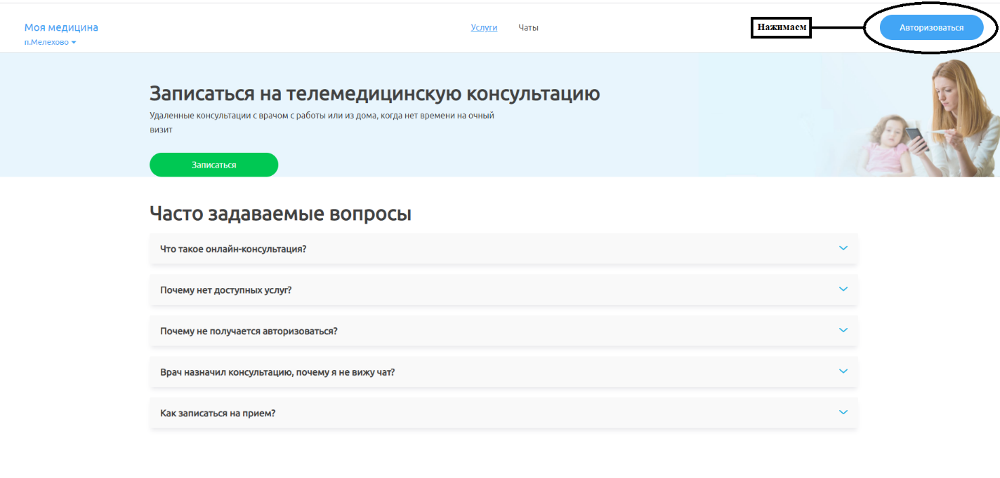 Моя медицина
п.Мелехово
Услуги
Чаты
Нажимаем
Авторизоваться
Записаться на телемедицинскую консультацию
Удаленные консультации с врачом с работы или из дома, когда нет времени на очный
визит
Записаться
Часто задаваемые вопросы
Что такое онлайн-консультация?
Почему нет доступных услуг?
Почему не получается авторизоваться?
Врач назначил консультацию, почему я не вижу чат?
Как записаться на прием?